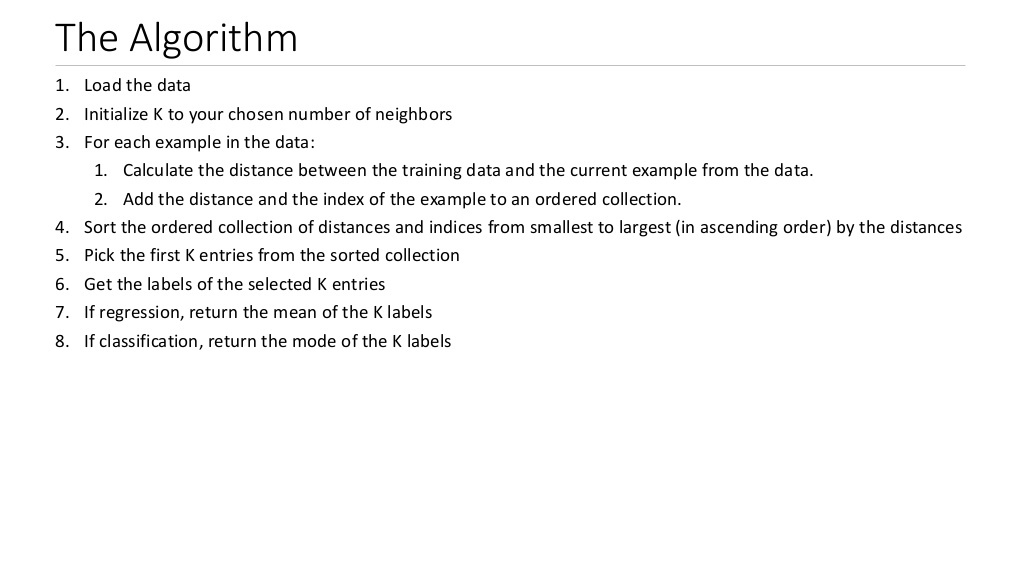 The Algorithm
1. Load the data
2. Initialize K to your chosen number of neighbors
3. For each example in the data:
1. Calculate the distance between the training data and the current example from the data.
2. Add the distance and the index of the example to an ordered collection.
4. Sort the ordered collection of distances and indices from smallest to largest (in ascending order) by the distances
5. Pick the first K entries from the sorted collection
6. Get the labels of the selected K entries
7. If regression, return the mean of the K labels
8. If classification, return the mode of the K labels